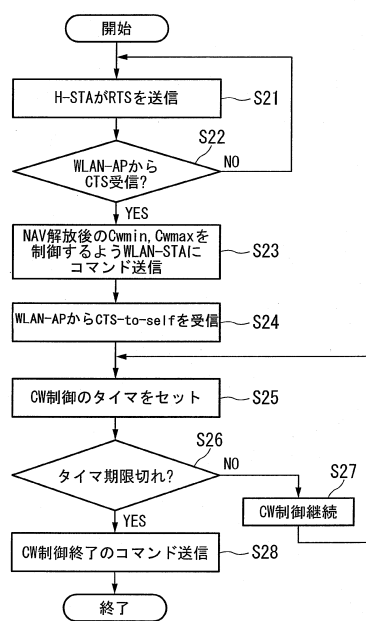 開始
H-STAがRTSを送信
S21
S22
WLAN-APから
CTS受信?
NO
YES
NAV解放後のCwmin,Cwmaxを
制御するようWLAN-STAに
コマンド送信
S23
WLAN-APからCTS-to-selfを受信
S24
CW制御のタイマをセット
S25
S26
タイマ期限切れ?
NO
S27
CW制御継続
YES
CW制御終了のコマンド送信
S28
終了